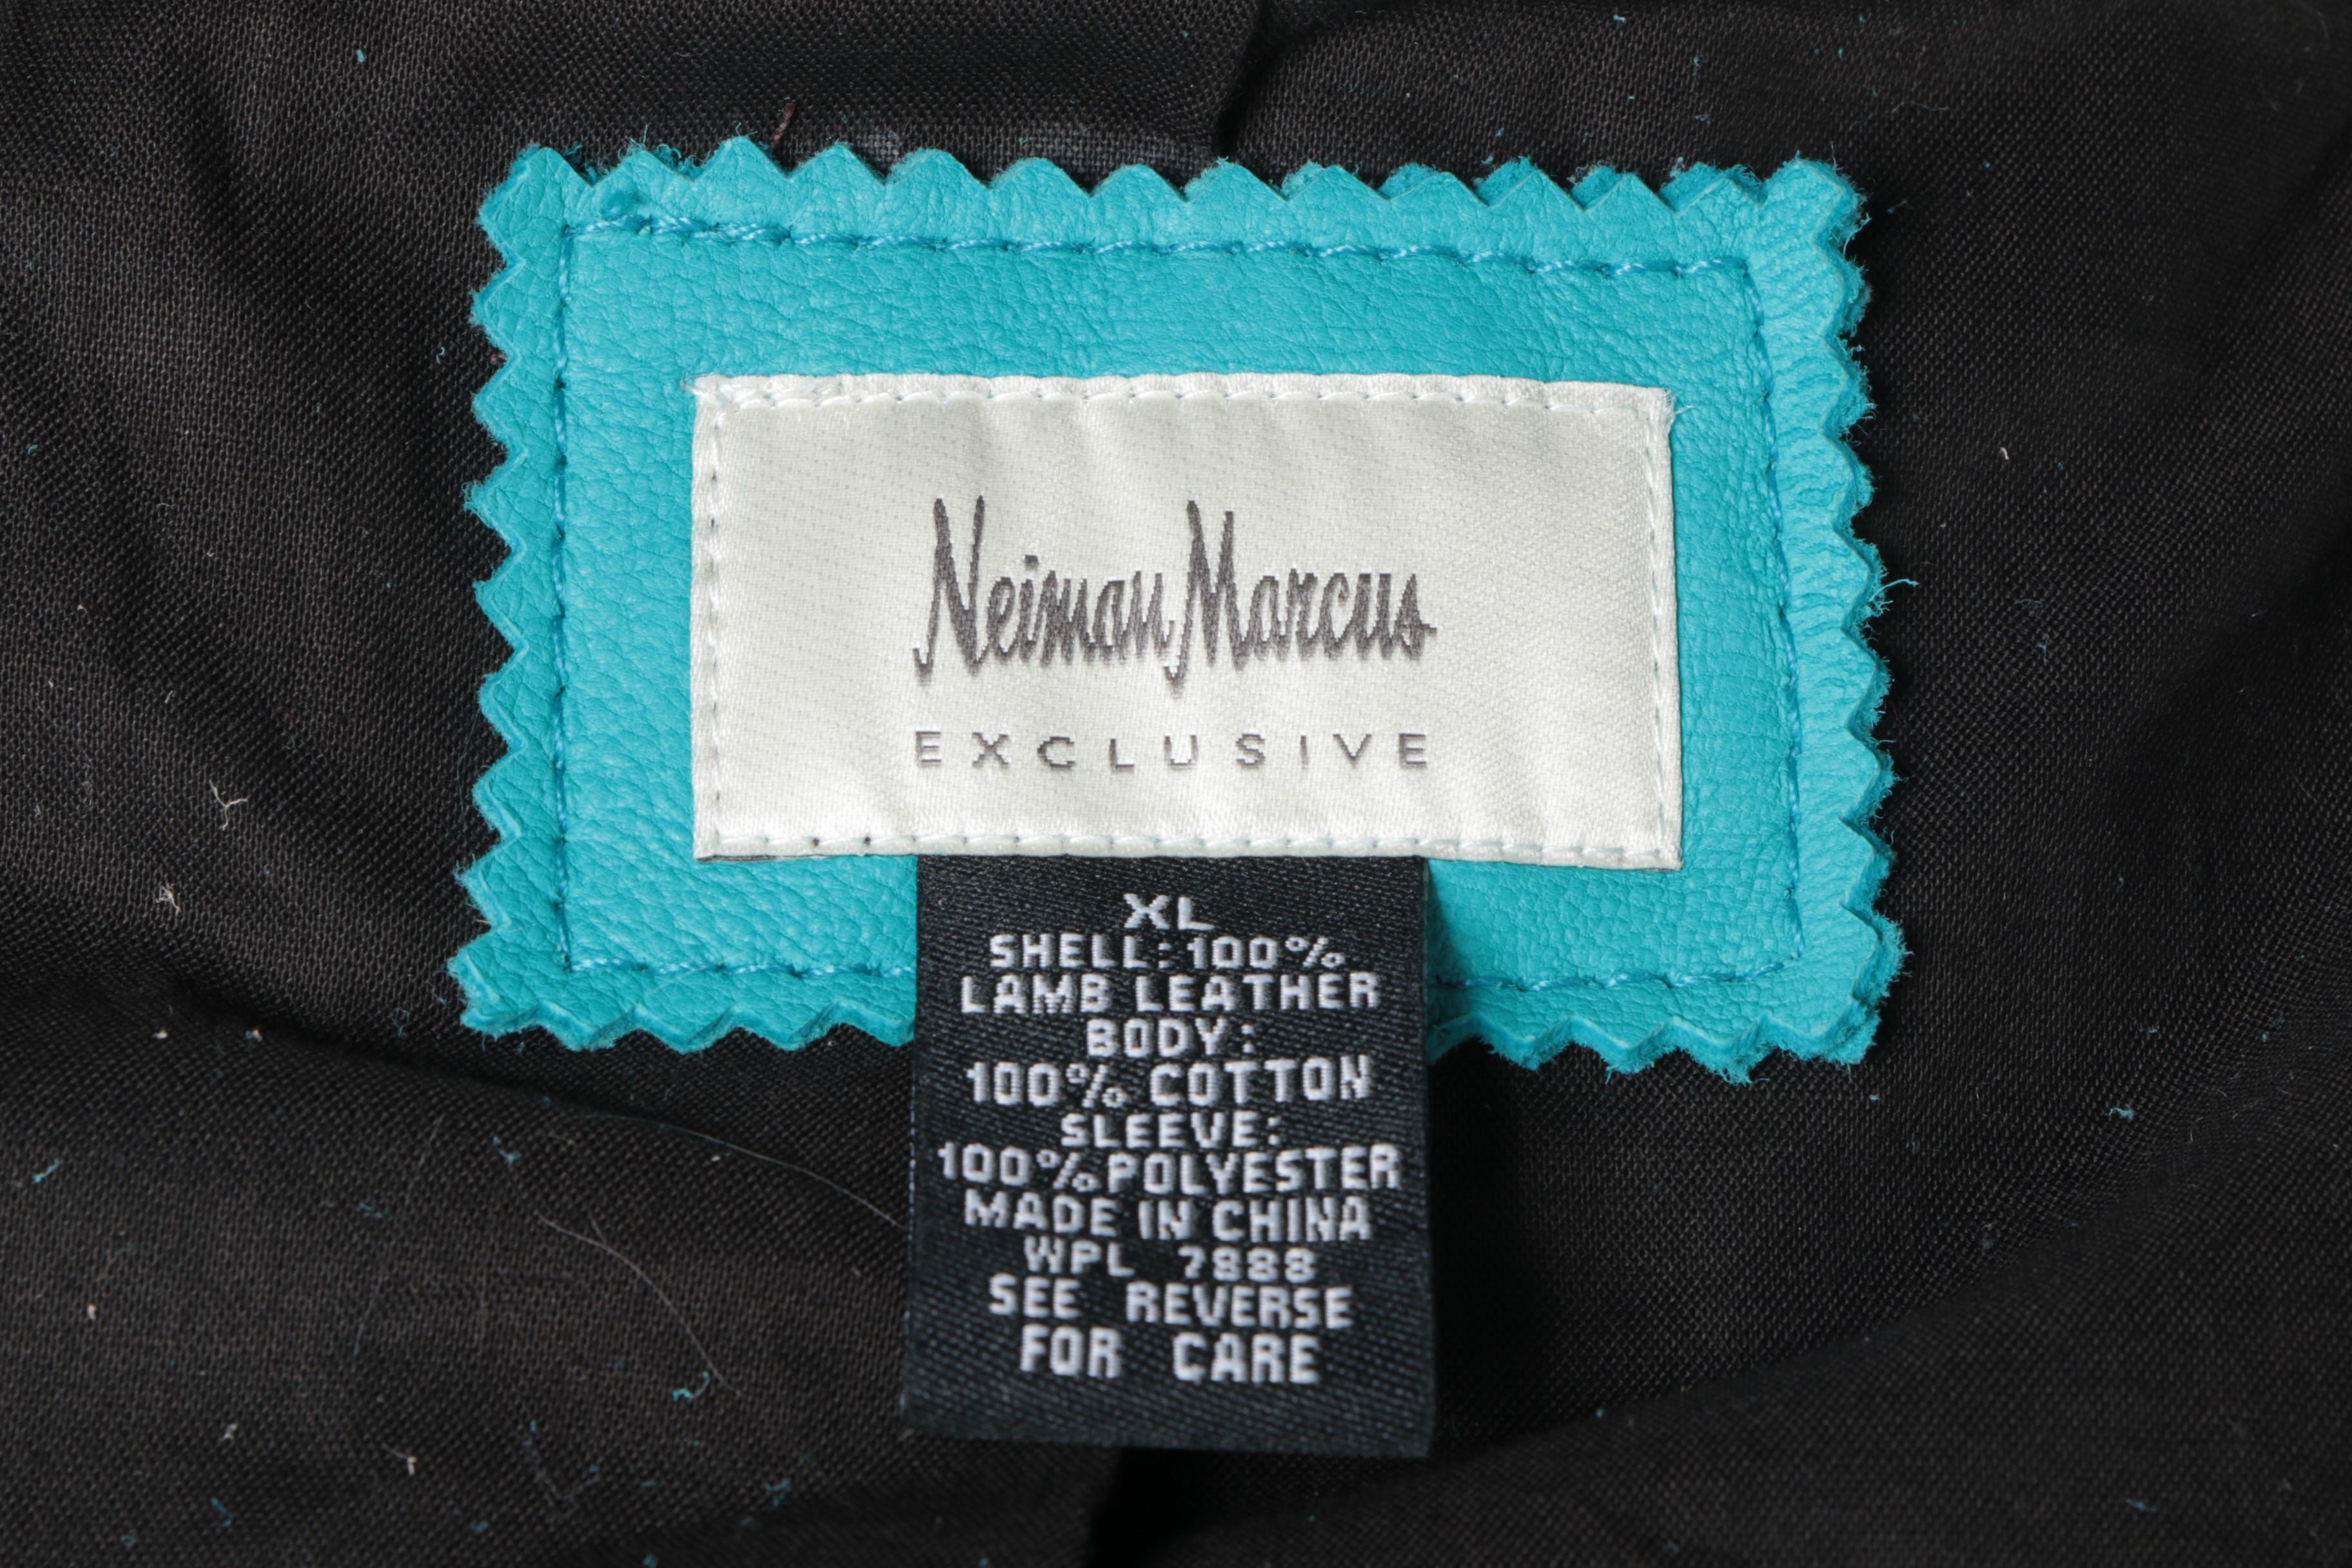 Neiman Marcus
EXCLUSIVE
XL
SHELL:100%
LAMB LEATHER
BODY:
100% COTTON
SLEEVE:
100% POLYESTER
MADE IN CHINA
WPL 7888
SEE REVERSE
FOR CARE